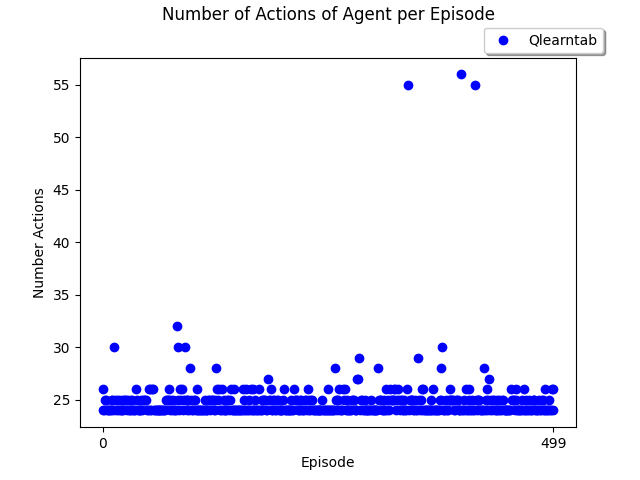 Number of Actions of Agent per Episode
Qlearntab
55
50
45
40
35
30
25
Number Actions
0 499
Episode